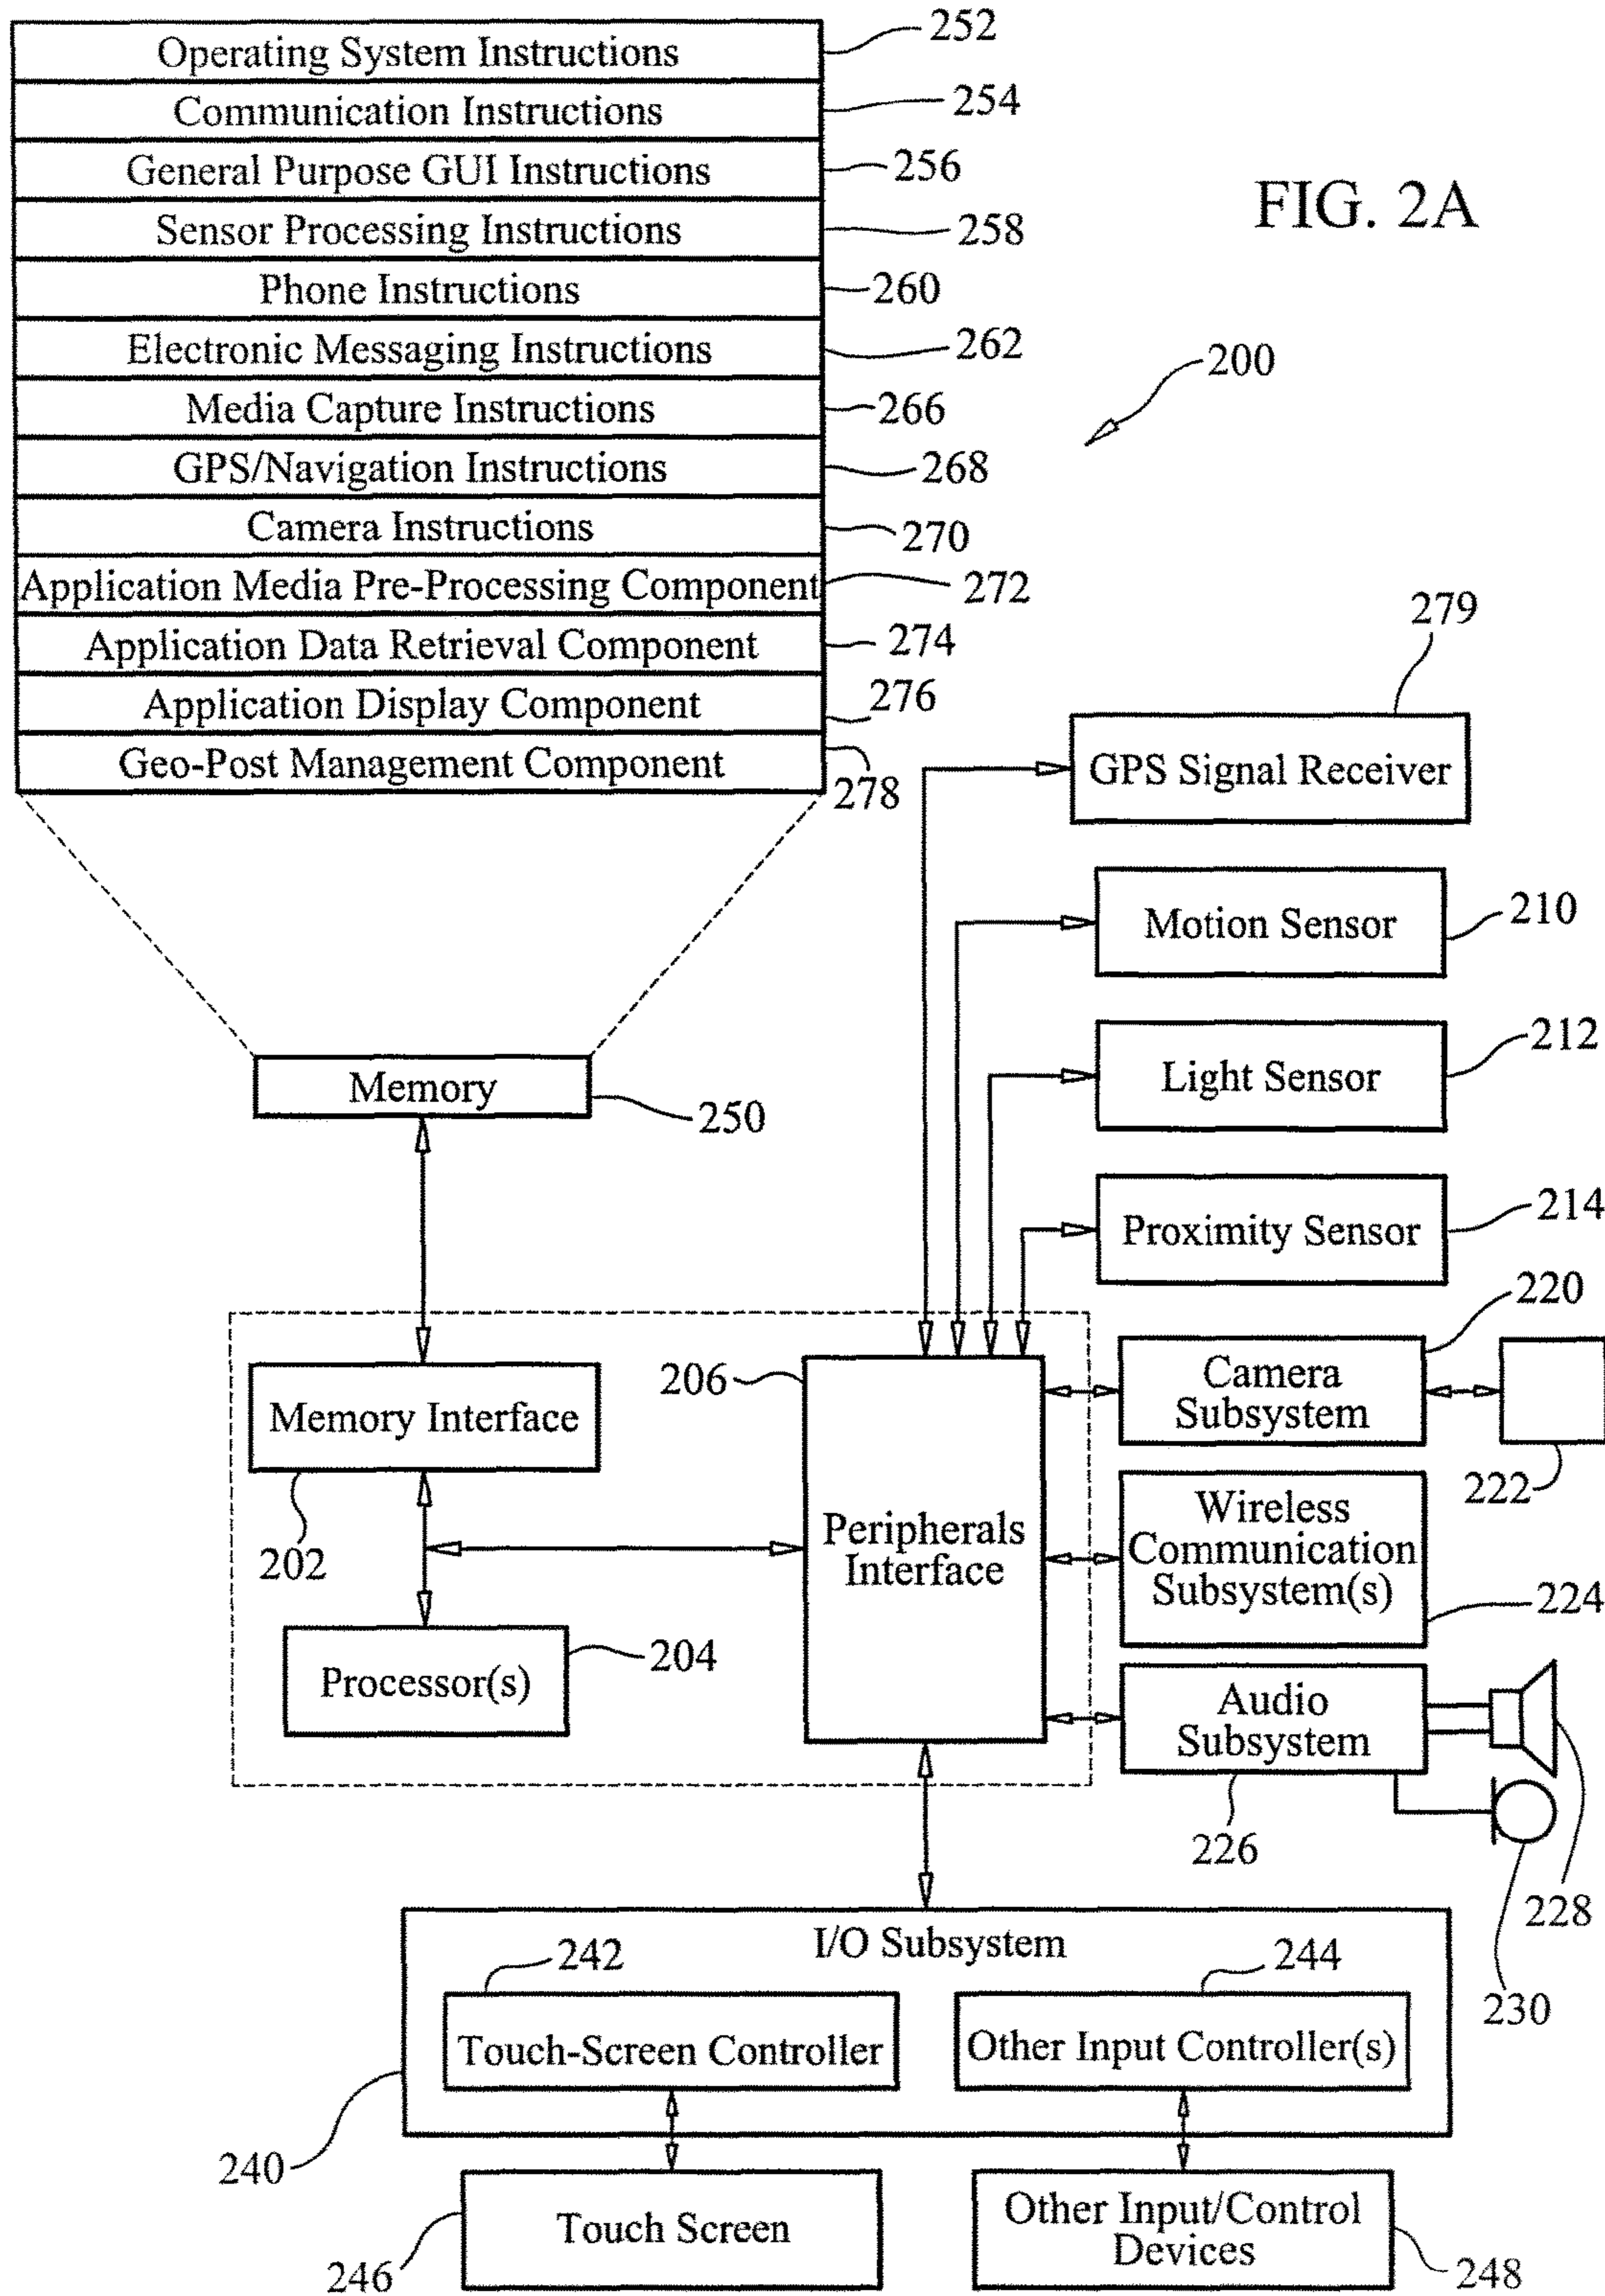 Operating System Instructions
252
Communication Instructions
254
General Purpose GUI Instructions
256
Sensor Processing Instructions
258
FIG. 2A
Phone Instructions
260
Electronic Messaging Instructions
262
200
Media Capture Instructions
266
GPS/Navigation Instructions
268
Camera Instructions
270
Application Media Pre-Processing Component
272
Application Data Retrieval Component
274
Application Display Component
276
Geo-Post Management Component
278
279
GPS Signal Receiver
Motion Sensor
210
Light Sensor
212
Memory
250
Proximity Sensor
214
220
Camera
Subsystem
222
206
Memory Interface
202
Peripherals
Interface
Wireless
Communication
Subsystem(s)
224
Processor(s)
204
Audio
Subsystem
226
228
230
I/O Subsystem
242
244
Touch-Screen Controller
Other Input Controller(s)
240
Touch Screen
246
Other Input/Control
Devices
248